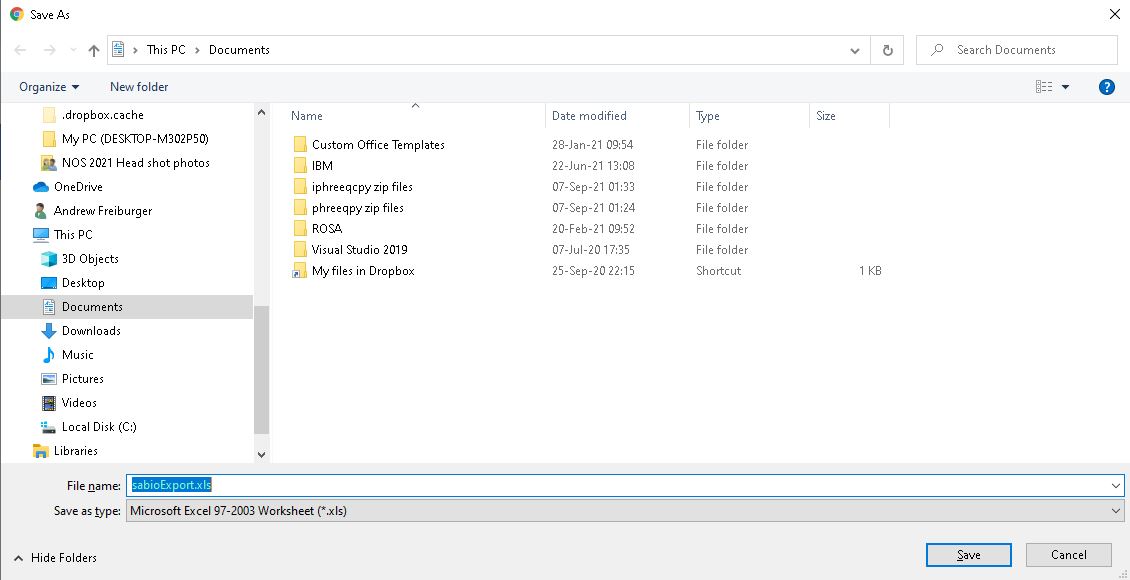 Save As
This PC > Documents
Search Documents
Organize
New folder
?
Name Date modified Type Size
.dropbox.cache
My PC (DESKTOP-M302P50)
NOS 2021 Head shot photos
OneDrive
Andrew Freiburger
This PC
3D Objects
Desktop
Documents
Downloads
Music
Pictures
Videos
Local Disk (C:)
Libraries
Custom Office Templates 28-Jan-21 09:54 File folder
IBM 22-Jun-21 13:08 File folder
iphreeqcpy zip files 07-Sep-21 01:33 File folder
phreeqpy zip files 07-Sep-21 01:24 File folder
ROSA 20-Feb-21 09:52 File folder
Visual Studio 2019 07-Jul-20 17:35 File folder
My files in Dropbox 25-Sep-20 22:15 Shortcut 1 KB
File name: sabioExport.xls
Save as type: Microsoft Excel 97-2003 Worksheet (*.xls)
Hide Folders
Save
Cancel